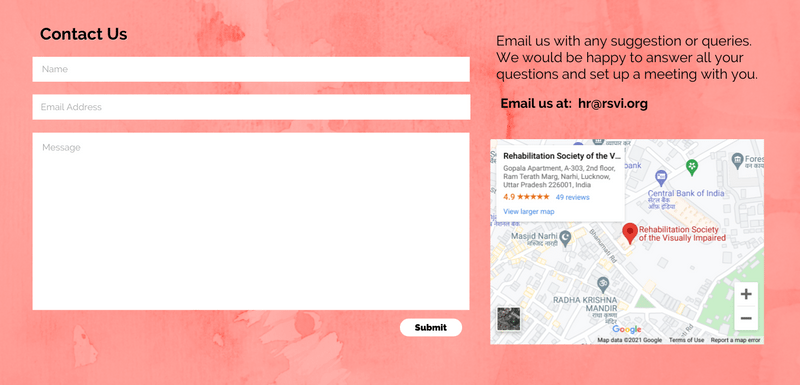 Contact Us
Name
Email Address
Message
Submit
Email us with any suggestion or queries.
We would be happy to answer all your
questions and set up a meeting with you.
Email us at: hr@rsvi.org
Rehabilitation Society of the V...
Gopala Apartment, A-303, 2nd floor,
Ram Terath Marg, Narhi, Lucknow,
Uttar Pradesh 226001, India
4.9 ★★★★★ 49 reviews
View larger map
Fores
Central Bank of India
सेंट्रल बैंक
ऑफ़ इंडिया
Rehabilitation Society
of the Visually Impaired
Masjid Narhi
मस्जिद नरही
Bhanumati Rd
RADHA KRISHNA
MANDIR
राधा कृष्णा
मंदिर
+
−
Google
Map data ©2021 Google
Terms of Use
Report a map error